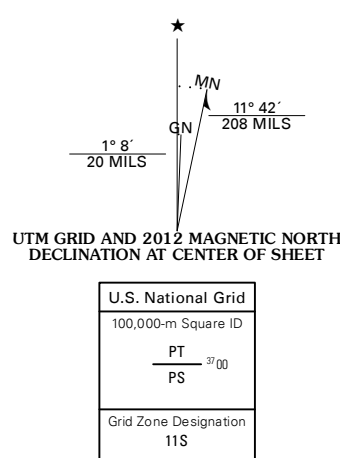 ★
MN
GN
11° 42´
208 MILS
1° 8´
20 MILS
UTM GRID AND 2012 MAGNETIC NORTH
DECLINATION AT CENTER OF SHEET
U.S. National Grid
100,000-m Square ID
PT
3700
PS
Grid Zone Designation
11S